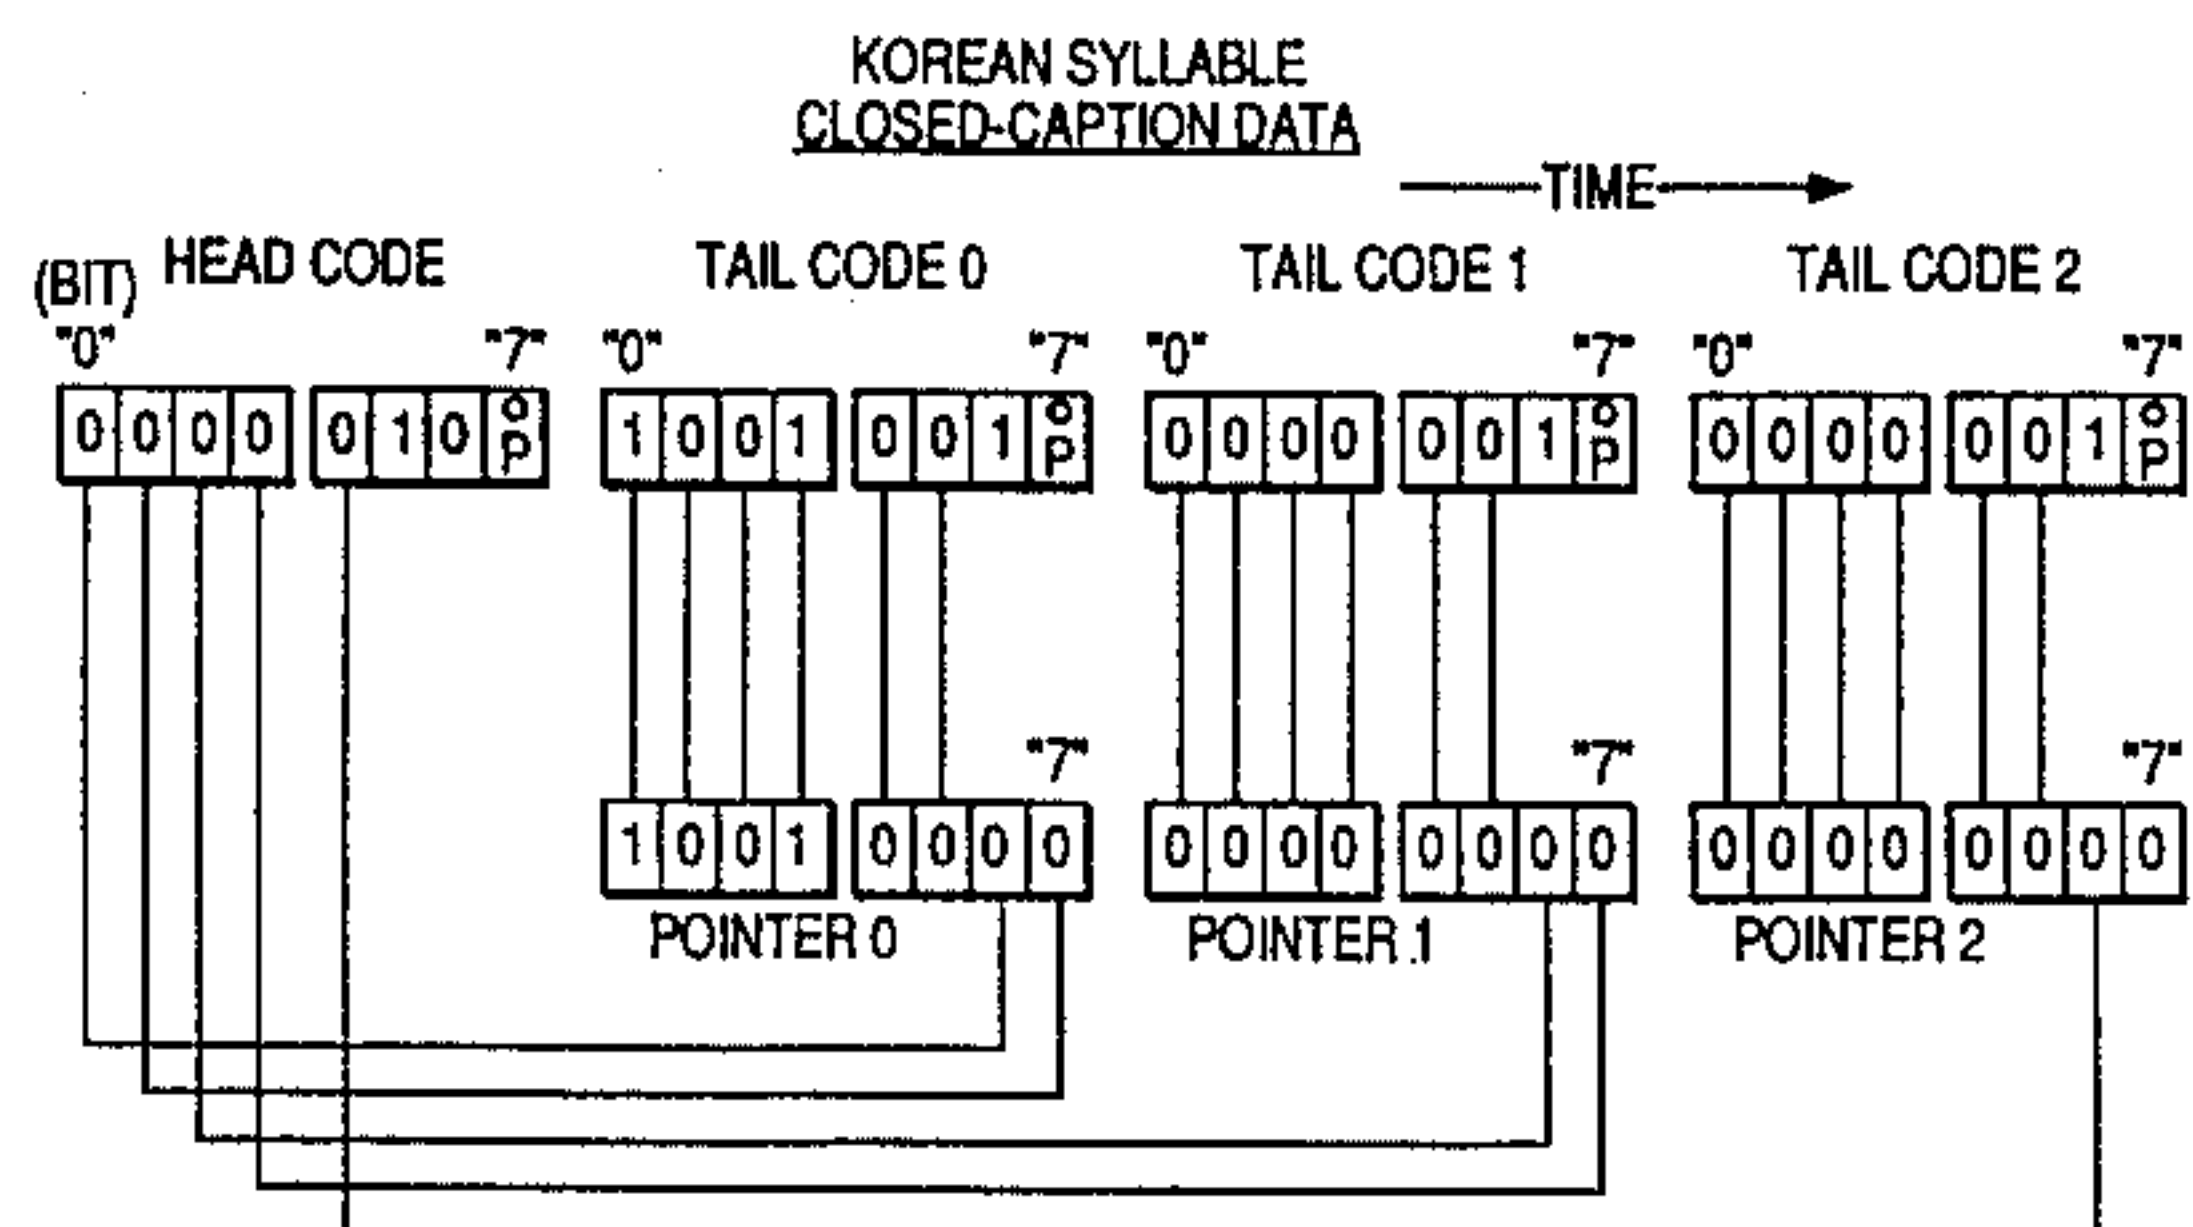 KOREAN SYLLABLE
CLOSED-CAPTION DATA
TIME
HEAD CODE TAIL CODE 0 TAIL CODE 1 TAIL CODE 2
(BIT)
"0" "7" "0" "7" "0" "7" "0" "7"
0 0 0 0 0 1 0 o P 1 0 0 1 0 0 1 o P 0 0 0 0 0 0 1 o P 0 0 0 0 0 0 1 o P
"7" "7" "7"
1 0 0 1 0 0 0 0 0 0 0 0 0 0 0 0 0 0 0 0 0 0 0 0
POINTER 0 POINTER 1 POINTER 2